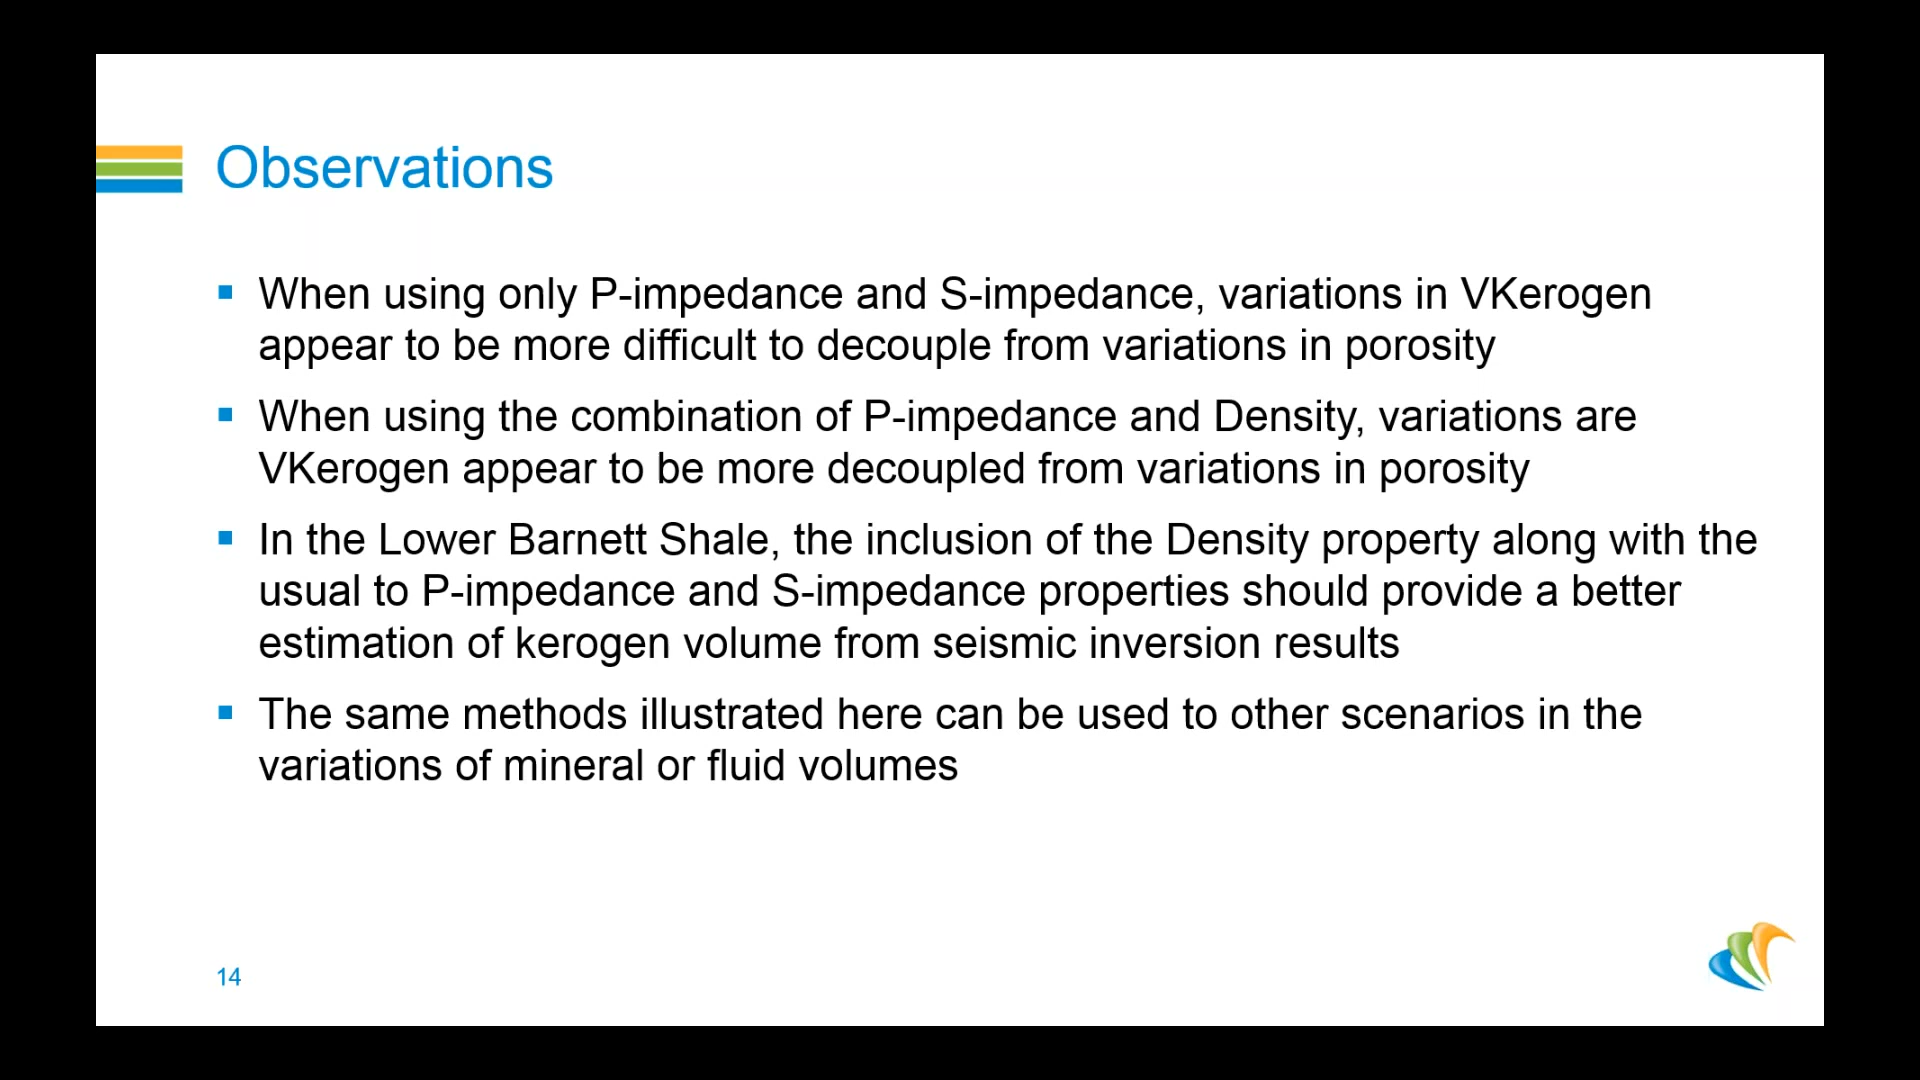 Observations
When using only P-impedance and S-impedance, variations in VKerogen
appear to be more difficult to decouple from variations in porosity
When using the combination of P-impedance and Density, variations are
VKerogen appear to be more decoupled from variations in porosity
In the Lower Barnett Shale, the inclusion of the Density property along with the
usual to P-impedance and S-impedance properties should provide a better
estimation of kerogen volume from seismic inversion results
The same methods illustrated here can be used to other scenarios in the
variations of mineral or fluid volumes
14